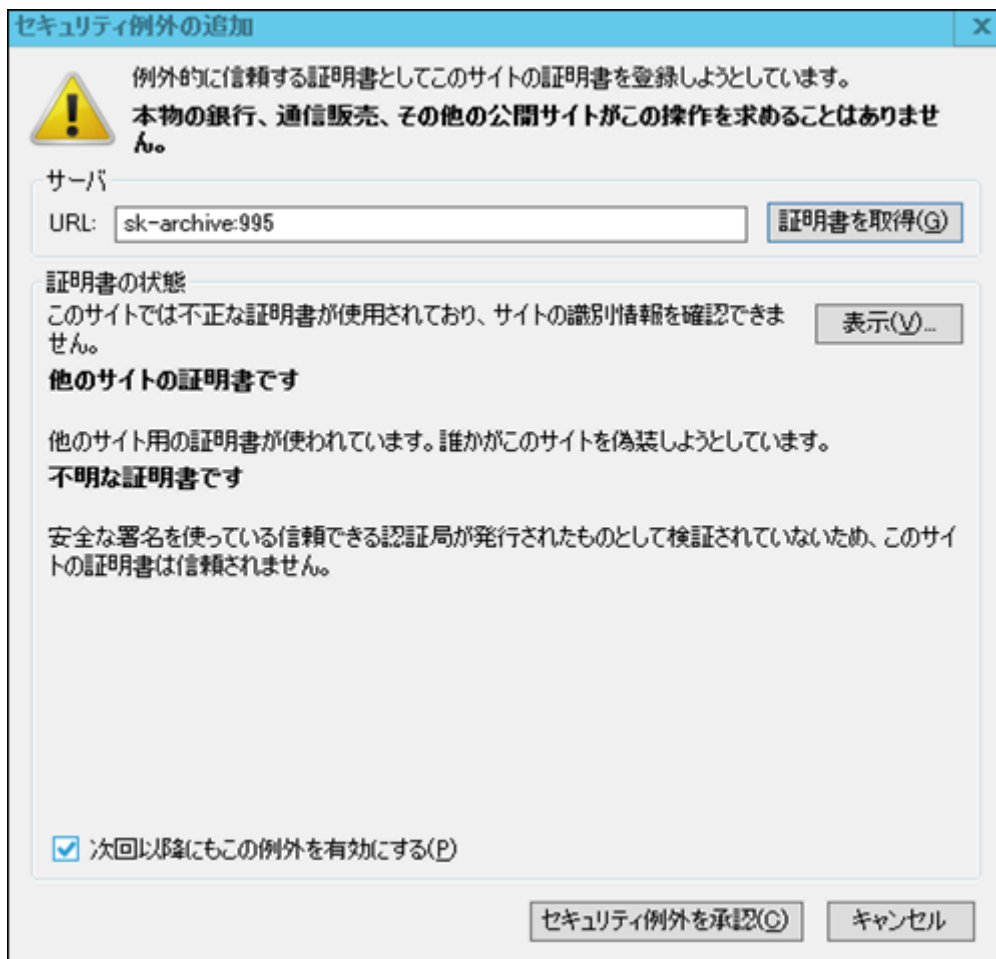 セキュリティ例外の追加
例外的に信頼する証明書としてこのサイトの証明書を登録しようとしています。
本物の銀行、通信販売、その他の公開サイトがこの操作を求めることはありませ
ん。
サーバ
URL: sk-archive:995 証明書を取得(G)
証明書の状態
このサイトでは不正な証明書が使用されており、サイトの識別情報を確認できま
せん。
表示(V)...
他のサイトの証明書です
他のサイト用の証明書が使われています。誰かがこのサイトを偽装しようとしています。
不明な証明書です
安全な署名を使っている信頼できる認証局が発行されたものとして検証されていないため、このサイ
トの証明書は信頼されません。
次回以降にもこの例外を有効にする(P)
セキュリティ例外を承認(C) キャンセル